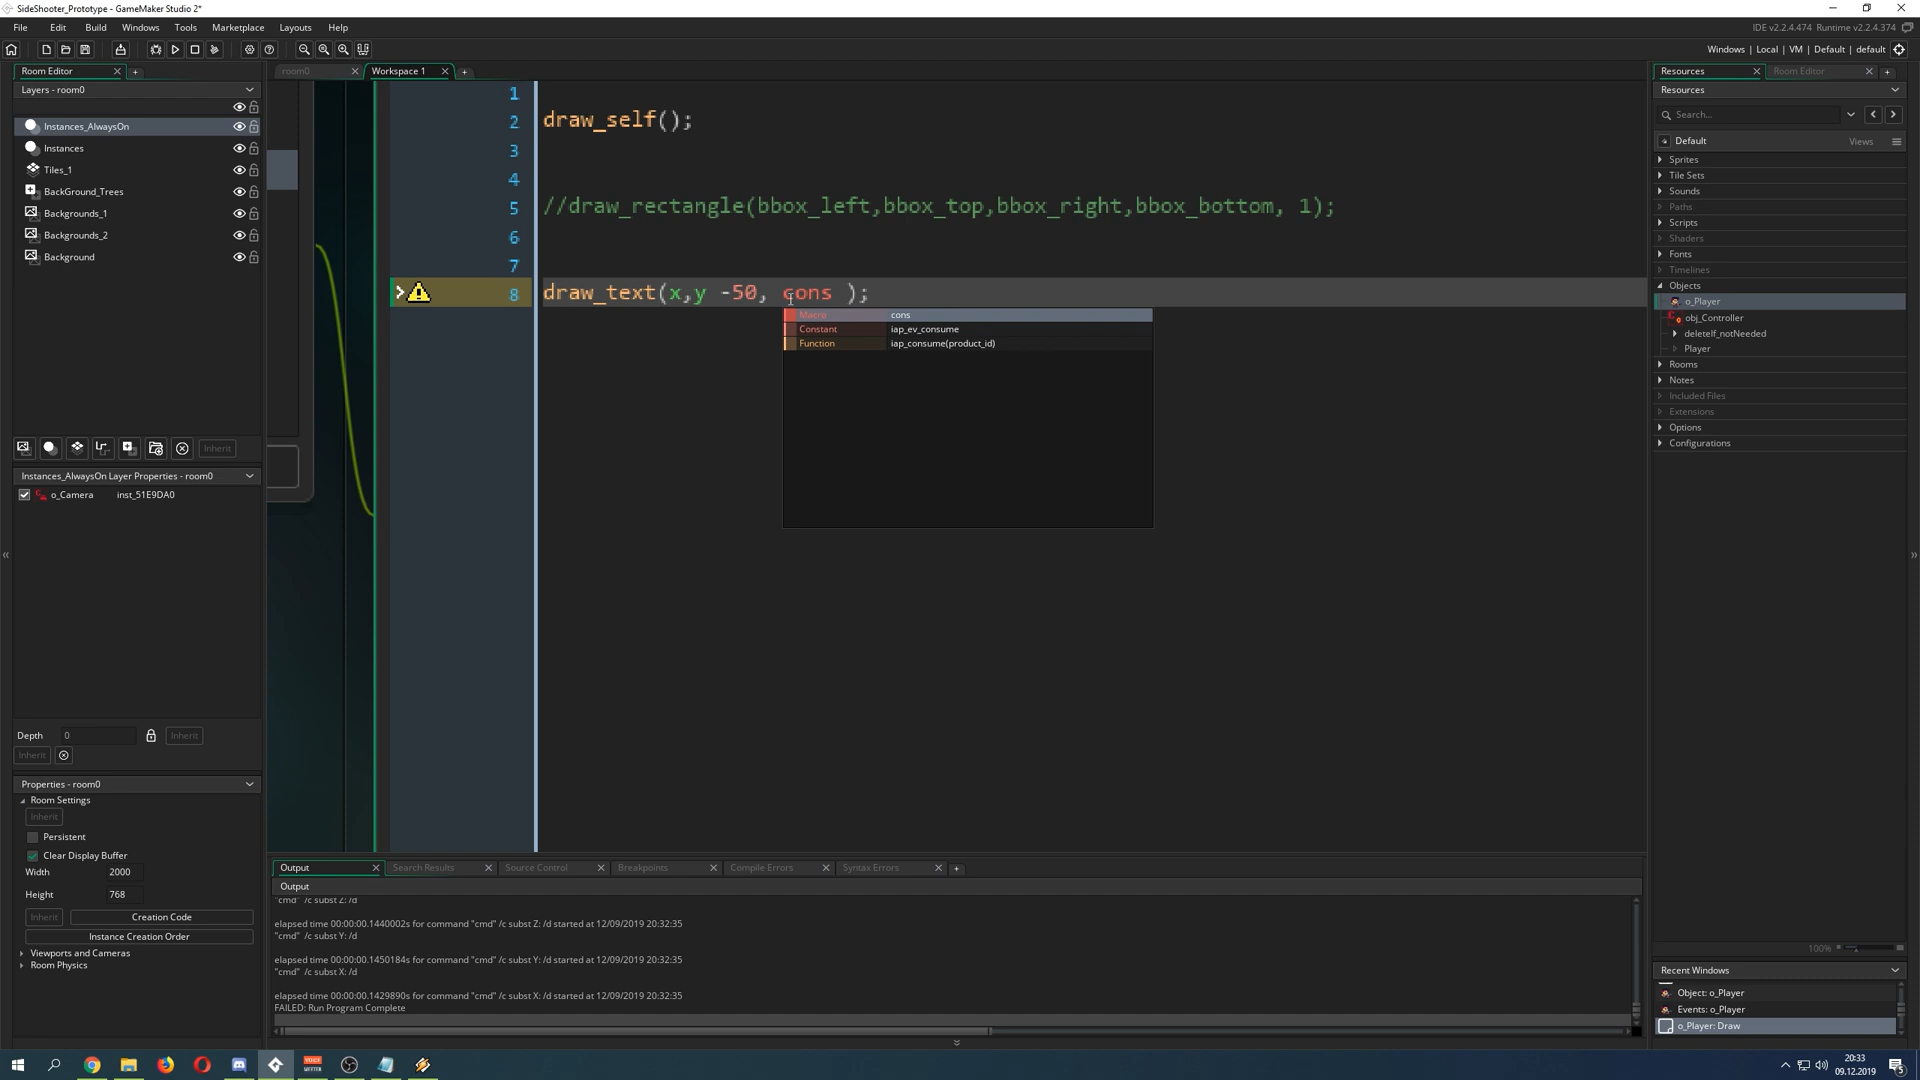 SideShooter_Prototype - GameMaker Studio 2*
File Edit Build Windows Tools Marketplace Layouts Help
IDE v2.2.4.474 Runtime v2.2.4.374
Windows | Local | VM | Default | default
Room Editor
Layers - room0
Instances_AlwaysOn
Instances
Tiles_1
BackGround_Trees
Backgrounds_1
Backgrounds_2
Background
Inherit
Instances_AlwaysOn Layer Properties - room0
o_Camera inst_51E9DA0
Depth 0 Inherit
Inherit
Properties - room0
Room Settings
Inherit
Persistent
Clear Display Buffer
Width 2000
Height 768
Inherit Creation Code
Instance Creation Order
Viewports and Cameras
Room Physics
room0 Workspace 1
1
2 draw_self();
3
4
5 //draw_rectangle(bbox_left,bbox_top,bbox_right,bbox_bottom, 1);
6
7
8 draw_text(x,y -50, cons );
Macro cons
Constant iap_ev_consume
Function iap_consume(product_id)
Output Search Results Source Control Breakpoints Compile Errors Syntax Errors
Output
"cmd" /c subst Z: /d
elapsed time 00:00:00.1440002s for command "cmd" /c subst Z: /d started at 12/09/2019 20:32:35
"cmd" /c subst Y: /d
elapsed time 00:00:00.1450184s for command "cmd" /c subst Y: /d started at 12/09/2019 20:32:35
"cmd" /c subst X: /d
elapsed time 00:00:00.1429890s for command "cmd" /c subst X: /d started at 12/09/2019 20:32:35
FAILED: Run Program Complete
Resources Room Editor
Resources
Search...
Default Views
Sprites
Tile Sets
Sounds
Paths
Scripts
Shaders
Fonts
Timelines
Objects
o_Player
obj_Controller
deleteIf_notNeeded
Player
Rooms
Notes
Included Files
Extensions
Options
Configurations
100%
Recent Windows
Object: o_Player
Events: o_Player
o_Player: Draw
20:33
09.12.2019
5